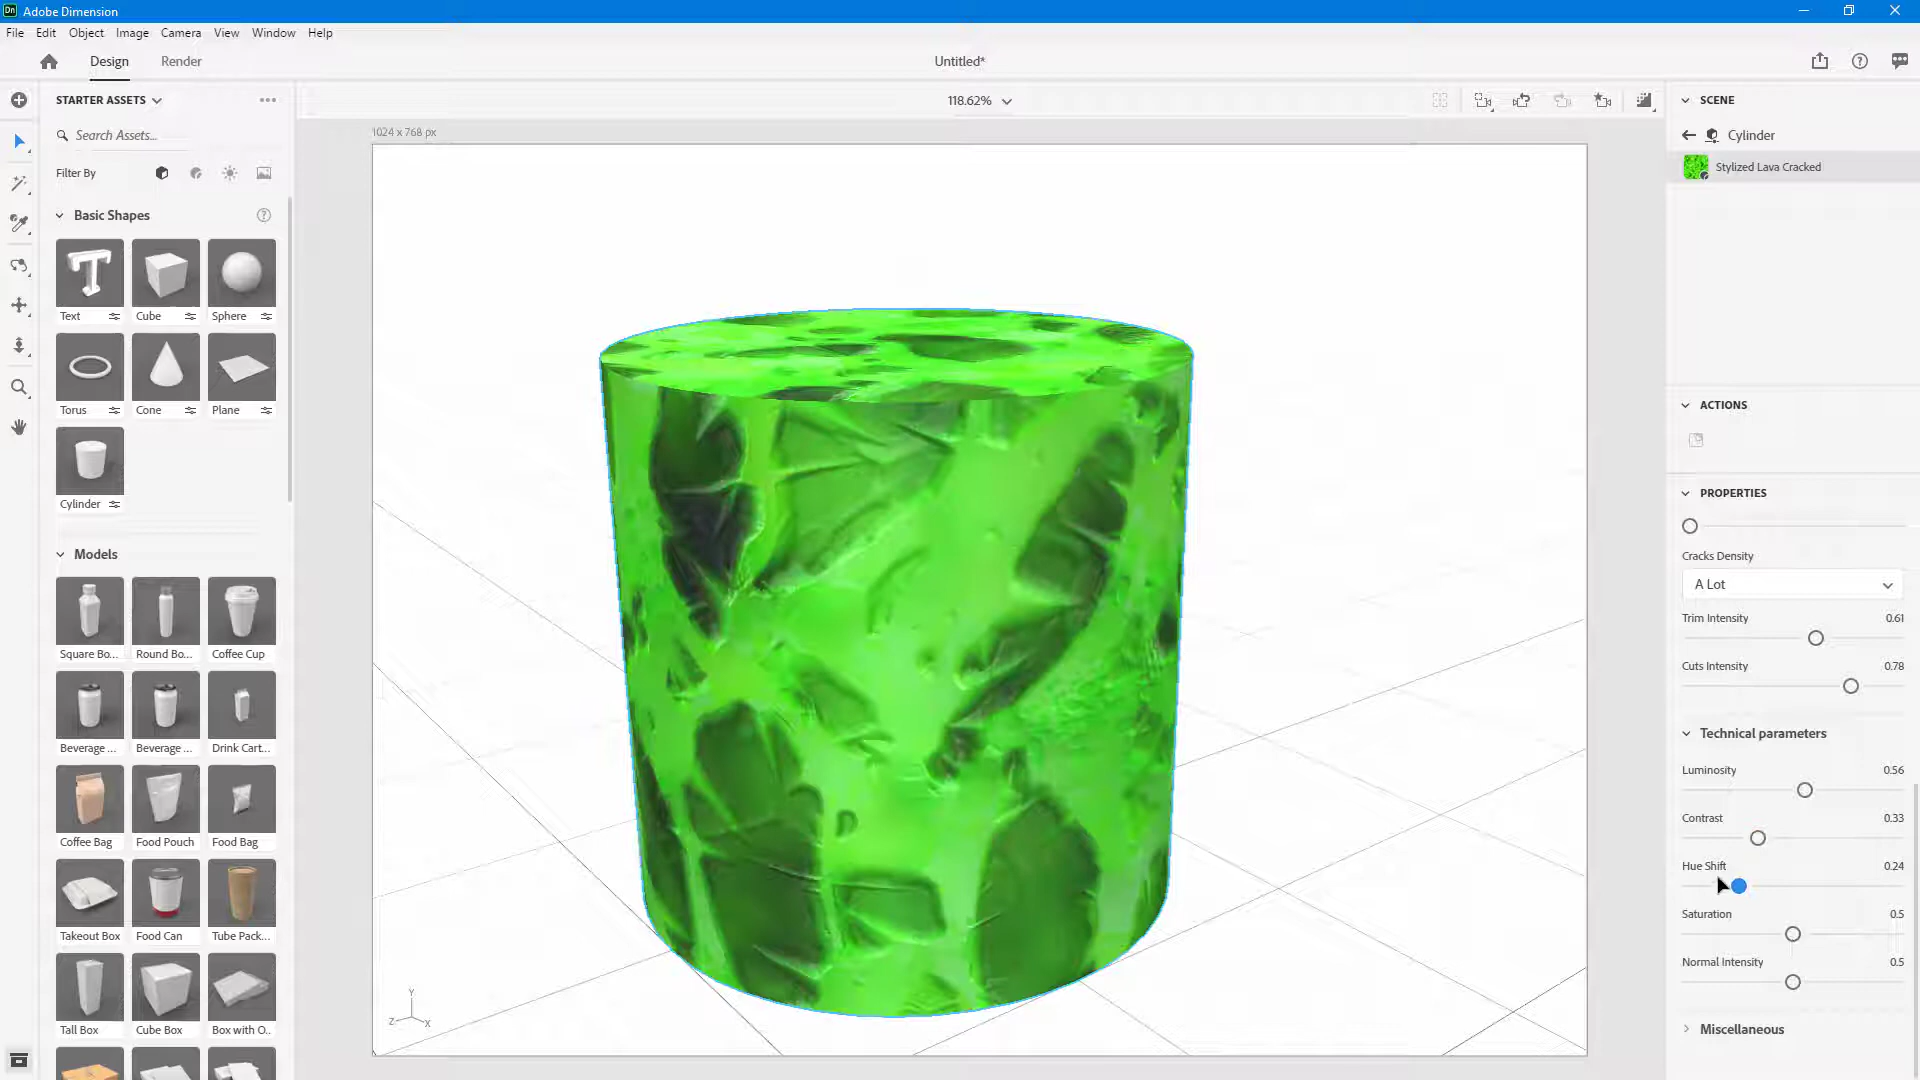 Dn Adobe Dimension
File Edit Object Image Camera View Window Help
Design Render Untitled*
STARTER ASSETS
118.62%
SCENE
1024 x 768 px
Search Assets...
Cylinder
Filter By
Stylized Lava Cracked
Basic Shapes
Text Cube Sphere
Torus Cone Plane
Cylinder
Models
Square Bo... Round Bo... Coffee Cup
Beverage ... Beverage ... Drink Cart...
Coffee Bag Food Pouch Food Bag
Takeout Box Food Can Tube Pack...
Tall Box Cube Box Box with O..
Y
Z X
ACTIONS
PROPERTIES
Cracks Density
A Lot
Trim Intensity 0.61
Cuts Intensity 0.78
Technical parameters
Luminosity 0.56
Contrast 0.33
Hue Shift 0.24
Saturation 0.5
Normal Intensity 0.5
Miscellaneous